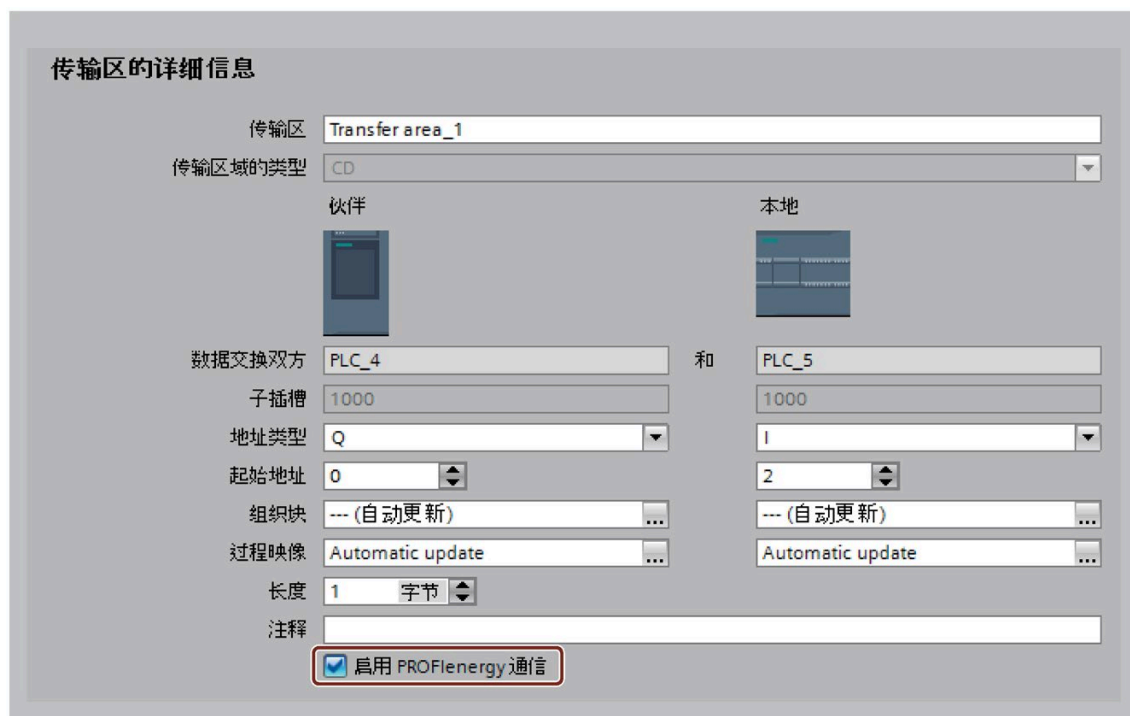 传输区的详细信息
传输区 Transfer area_1
传输区域的类型 CD
伙伴 本地
数据交换双方 PLC_4 和 PLC_5
子插槽 1000 1000
地址类型 Q I
起始地址 0 2
组织块 --- (自动更新) ... --- (自动更新) ...
过程映像 Automatic update ... Automatic update ...
长度 1 字节
注释
启用 PROFIenergy 通信